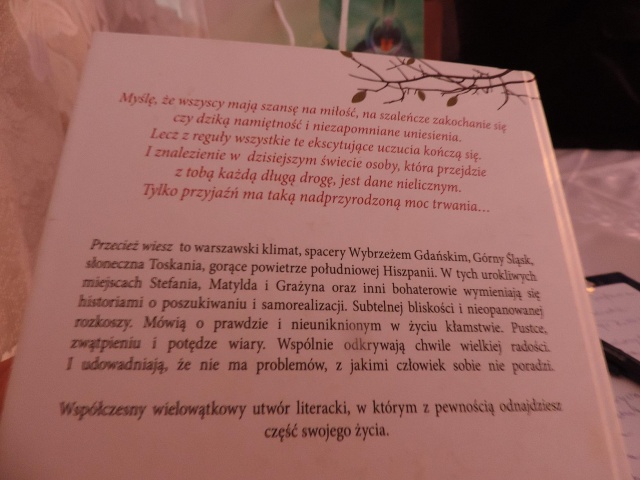 Myślę, że wszyscy mają szansę na miłość, na szaleńcze zakochanie się
czy dziką namiętność i niezapomniane uniesienia.
Lecz z reguły wszystkie te ekscytujące uczucia kończą się.
I znalezienie w dzisiejszym świecie osoby, która przejdzie
z tobą każdą długą drogę, jest dane nielicznym.
Tylko przyjaźń ma taką nadprzyrodzoną moc trwania...
Przecież wiesz to warszawski klimat, spacery Wybrzeżem Gdańskim, Górny Śląsk,
słoneczna Toskania, gorące powietrze południowej Hiszpanii. W tych urokliwych
miejscach Stefania, Matylda i Grażyna oraz inni bohaterowie wymieniają się
historiami o poszukiwaniu i samorealizacji. Subtelnej bliskości i nieopanowanej
rozkoszy. Mówią o prawdzie i nieuniknionym w życiu kłamstwie. Pustce,
zwątpieniu i potędze wiary. Wspólnie odkrywają chwile wielkiej radości.
I udowadniają, że nie ma problemów, z jakimi człowiek sobie nie poradzi.
Współczesny wielowątkowy utwór literacki, w którym z pewnością odnajdziesz
część swojego życia.